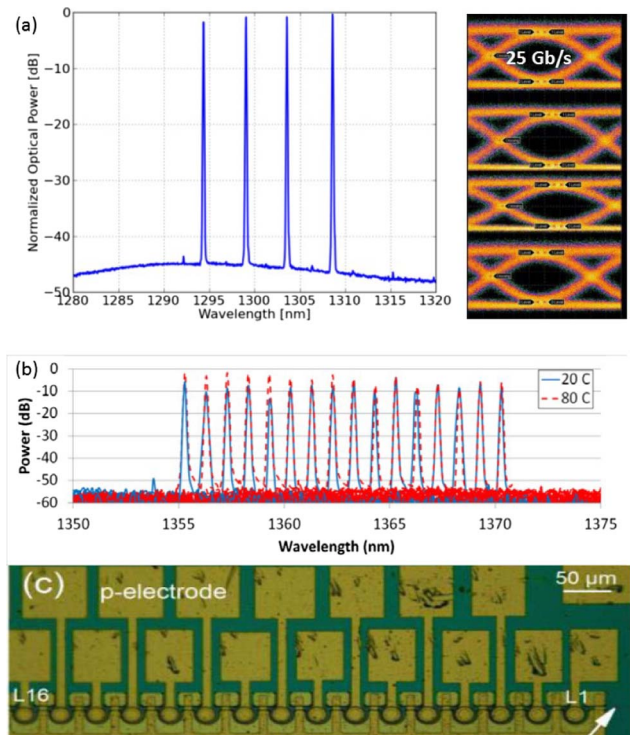 (a)
Normalized Optical Power [dB]
0
-10
-20
-30
-40
-50
1280 1285 1290 1295 1300 1305 1310 1315 1320
Wavelength [nm]
25 Gb/s
(b)
Power (dB)
0
-10
-20
-30
-40
-50
-60
20 C
80 C
1350 1355 1360 1365 1370 1375
Wavelength (nm)
(c)
p-electrode
50 μm
L16
L1